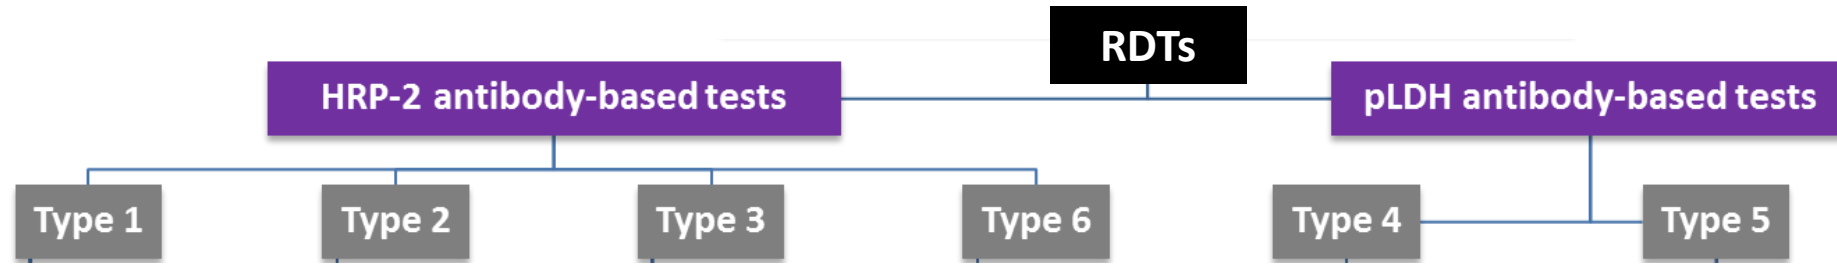 RDTs
HRP-2 antibody-based tests
pLDH antibody-based tests
Type 1
Type 2
Type 3
Type 6
Type 4
Type 5